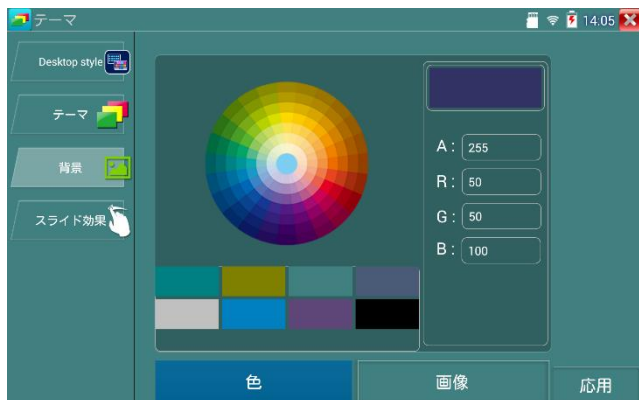 テーマ
14:05
Desktop style
テーマ
背景
スライド効果
A: 255
R: 50
G: 50
B: 100
色
画像
応用